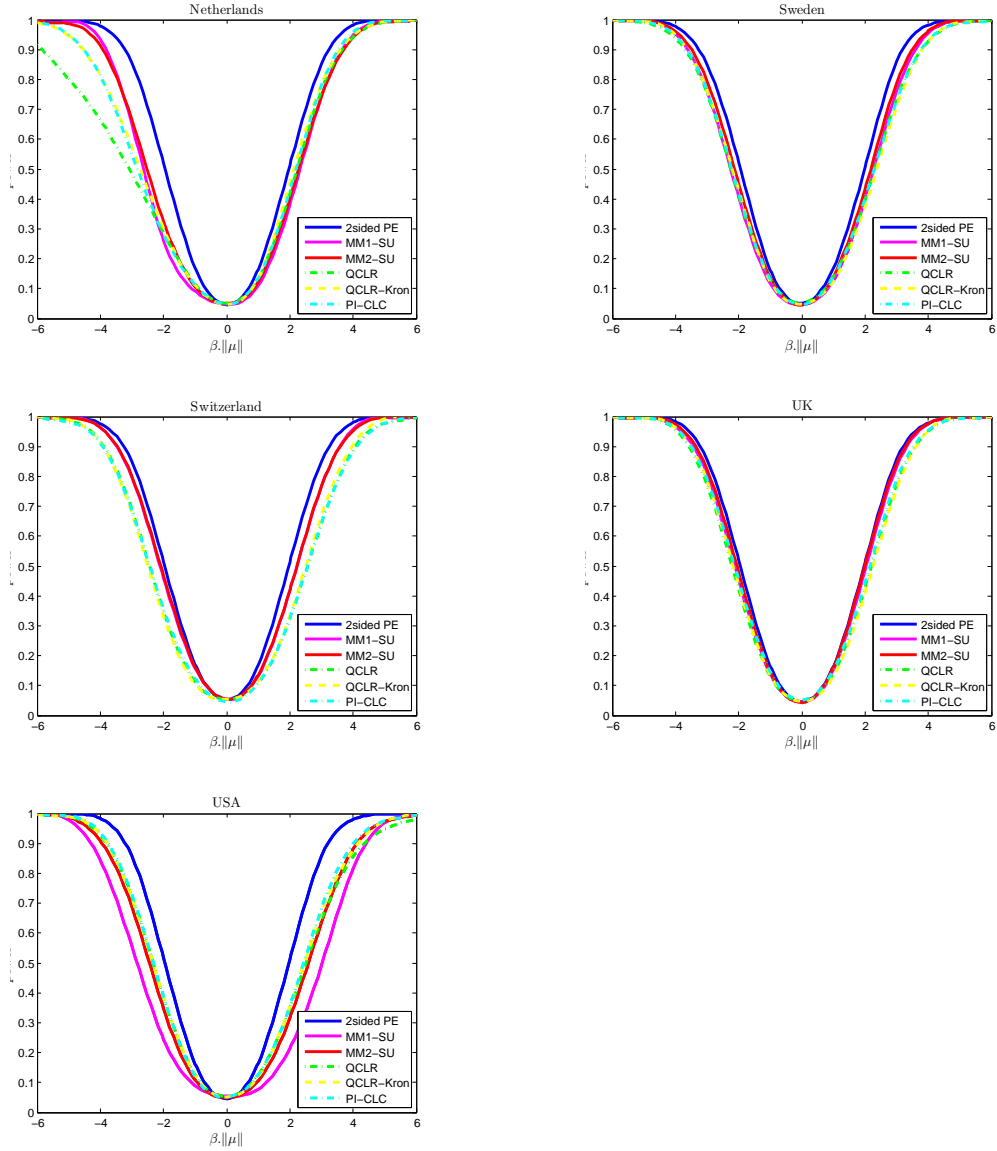 Netherlands
1
0.9
0.8
0.7
0.6
0.5
0.4
0.3
0.2
0.1
0
−6 −4 −2 0 2 4 6
β.‖μ‖
2sided PE
MM1−SU
MM2−SU
QCLR
QCLR−Kron
PI−CLC
Sweden
1
0.9
0.8
0.7
0.6
0.5
0.4
0.3
0.2
0.1
0
−6 −4 −2 0 2 4 6
β.‖μ‖
2sided PE
MM1−SU
MM2−SU
QCLR
QCLR−Kron
PI−CLC
Switzerland
1
0.9
0.8
0.7
0.6
0.5
0.4
0.3
0.2
0.1
0
−6 −4 −2 0 2 4 6
β.‖μ‖
2sided PE
MM1−SU
MM2−SU
QCLR
QCLR−Kron
PI−CLC
UK
1
0.9
0.8
0.7
0.6
0.5
0.4
0.3
0.2
0.1
0
−6 −4 −2 0 2 4 6
β.‖μ‖
2sided PE
MM1−SU
MM2−SU
QCLR
QCLR−Kron
PI−CLC
USA
1
0.9
0.8
0.7
0.6
0.5
0.4
0.3
0.2
0.1
0
−6 −4 −2 0 2 4 6
β.‖μ‖
2sided PE
MM1−SU
MM2−SU
QCLR
QCLR−Kron
PI−CLC